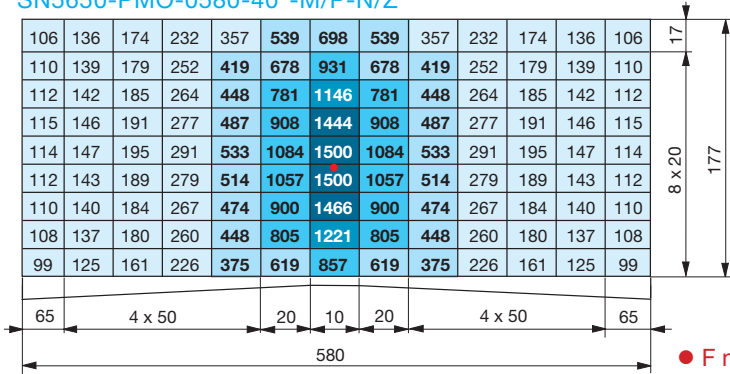 SN5650-PMO-0580-40°-M/P-N/Z
106 136 174 232 357 539 698 539 357 232 174 136 106
17
110 139 179 252 419 678 931 678 419 252 179 139 110
112 142 185 264 448 781 1146 781 448 264 185 142 112
115 146 191 277 487 908 1444 908 487 277 191 146 115
114 147 195 291 533 1084 1500 1084 533 291 195 147 114
112 143 189 279 514 1057 1500 1057 514 279 189 143 112
110 140 184 267 474 900 1466 900 474 267 184 140 110
108 137 180 260 448 805 1221 805 448 260 180 137 108
99 125 161 226 375 619 857 619 375 226 161 125 99
8 x 20
177
65 4 x 50 20 10 20 4 x 50 65
580
F